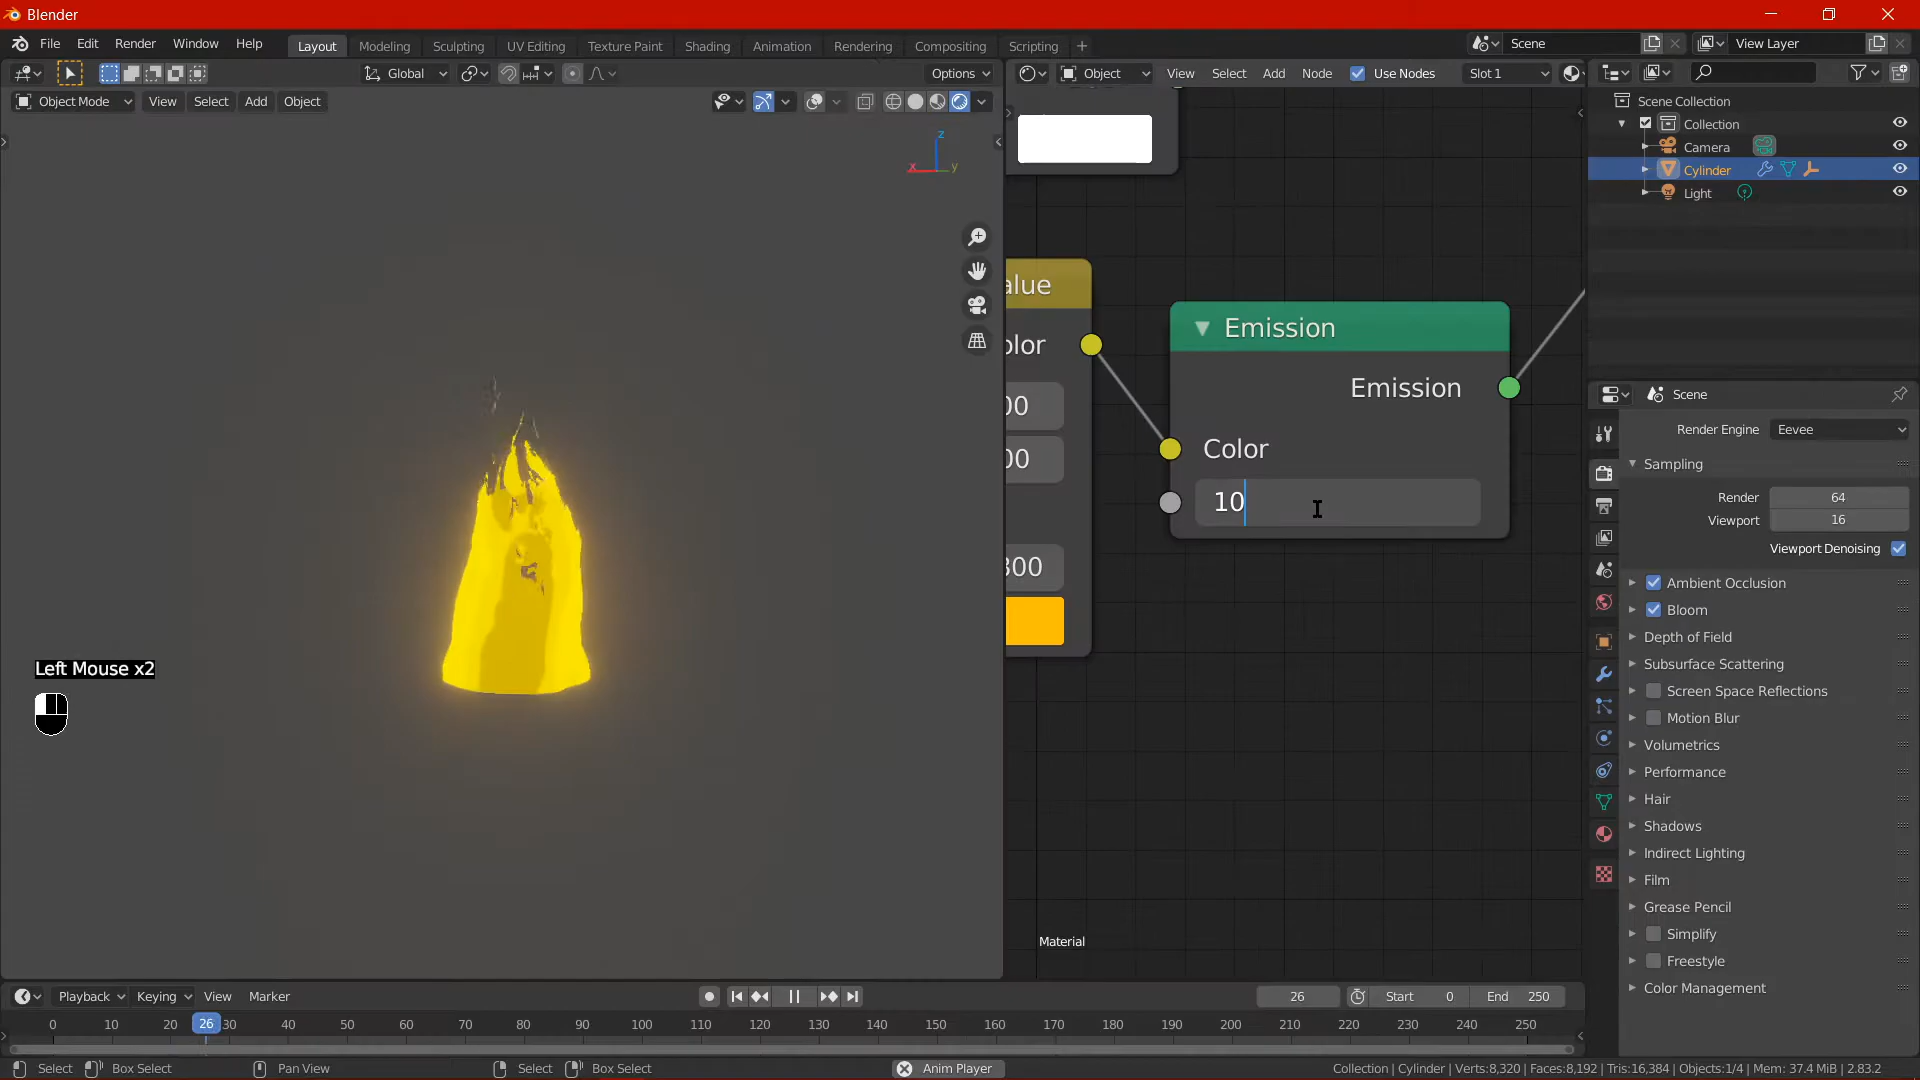 Blender
File Edit Render Window Help Layout Modeling Sculpting UV Editing Texture Paint Shading Animation Rendering Compositing Scripting + Scene View Layer
Global Options Object View Select Add Node Use Nodes Slot 1
Object Mode View Select Add Object
Scene Collection
Collection
Camera
Cylinder
Light
z
x y
alue
olor
00
00
300
Emission
Emission
Color
10
Material
Left Mouse x2
Scene
Render Engine Eevee
Sampling
Render 64
Viewport 16
Viewport Denoising
Ambient Occlusion
Bloom
Depth of Field
Subsurface Scattering
Screen Space Reflections
Motion Blur
Volumetrics
Performance
Hair
Shadows
Indirect Lighting
Film
Grease Pencil
Simplify
Freestyle
Color Management
Playback Keying View Marker 26 Start 0 End 250
0 10 20 26 30 40 50 60 70 80 90 100 110 120 130 140 150 160 170 180 190 200 210 220 230 240 250
Select Box Select Pan View Select Box Select Anim Player Collection | Cylinder | Verts:8,320 | Faces:8,192 | Tris:16,384 | Objects:1/4 | Mem: 37.4 MiB | 2.83.2